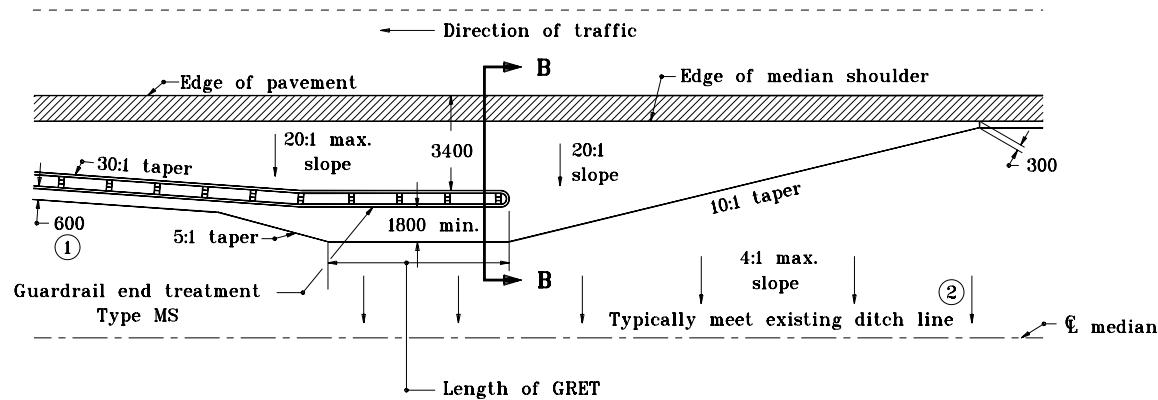 Direction of traffic
B
Edge of pavement
Edge of median shoulder
20:1 max.
slope
3400
20:1
slope
30:1 taper
300
10:1 taper
600
1
5:1 taper
1800 min.
4:1 max.
slope
B
2
Guardrail end treatment
Type MS
Typically meet existing ditch line
℄ median
Length of GRET